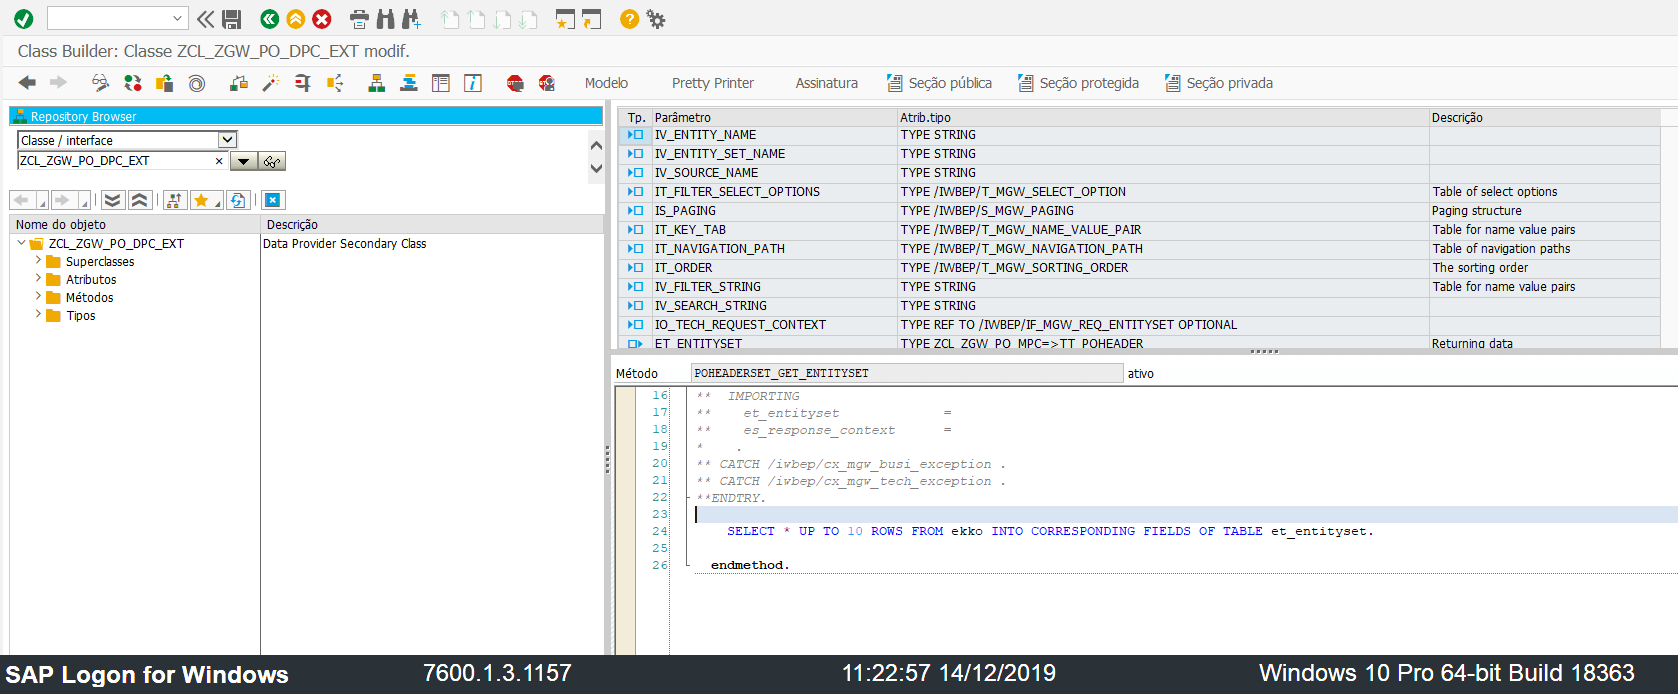 Class Builder: Classe ZCL_ZGW_PO_DPC_EXT modif.
Modelo Pretty Printer Assinatura Seção pública Seção protegida Seção privada
Repository Browser
Classe / interface
ZCL_ZGW_PO_DPC_EXT
Nome do objeto Descrição
ZCL_ZGW_PO_DPC_EXT Data Provider Secondary Class
Superclasses
Atributos
Métodos
Tipos
Tp. Parâmetro Atrib.tipo Descrição
IV_ENTITY_NAME TYPE STRING
IV_ENTITY_SET_NAME TYPE STRING
IV_SOURCE_NAME TYPE STRING
IT_FILTER_SELECT_OPTIONS TYPE /IWBEP/T_MGW_SELECT_OPTION Table of select options
IS_PAGING TYPE /IWBEP/S_MGW_PAGING Paging structure
IT_KEY_TAB TYPE /IWBEP/T_MGW_NAME_VALUE_PAIR Table for name value pairs
IT_NAVIGATION_PATH TYPE /IWBEP/T_MGW_NAVIGATION_PATH Table of navigation paths
IT_ORDER TYPE /IWBEP/T_MGW_SORTING_ORDER The sorting order
IV_FILTER_STRING TYPE STRING Table for name value pairs
IV_SEARCH_STRING TYPE STRING
IO_TECH_REQUEST_CONTEXT TYPE REF TO /IWBEP/IF_MGW_REQ_ENTITYSET OPTIONAL
ET_ENTITYSET TYPE ZCL_ZGW_PO_MPC=>TT_POHEADER Returning data
Método POHEADERSET_GET_ENTITYSET ativo
16 ** IMPORTING
17 ** et_entityset =
18 ** es_response_context =
19 * .
20 ** CATCH /iwbep/cx_mgw_busi_exception .
21 ** CATCH /iwbep/cx_mgw_tech_exception .
22 **ENDTRY.
23
24 SELECT * UP TO 10 ROWS FROM ekko INTO CORRESPONDING FIELDS OF TABLE et_entityset.
25
26 endmethod.
SAP Logon for Windows 7600.1.3.1157 11:22:57 14/12/2019 Windows 10 Pro 64-bit Build 18363